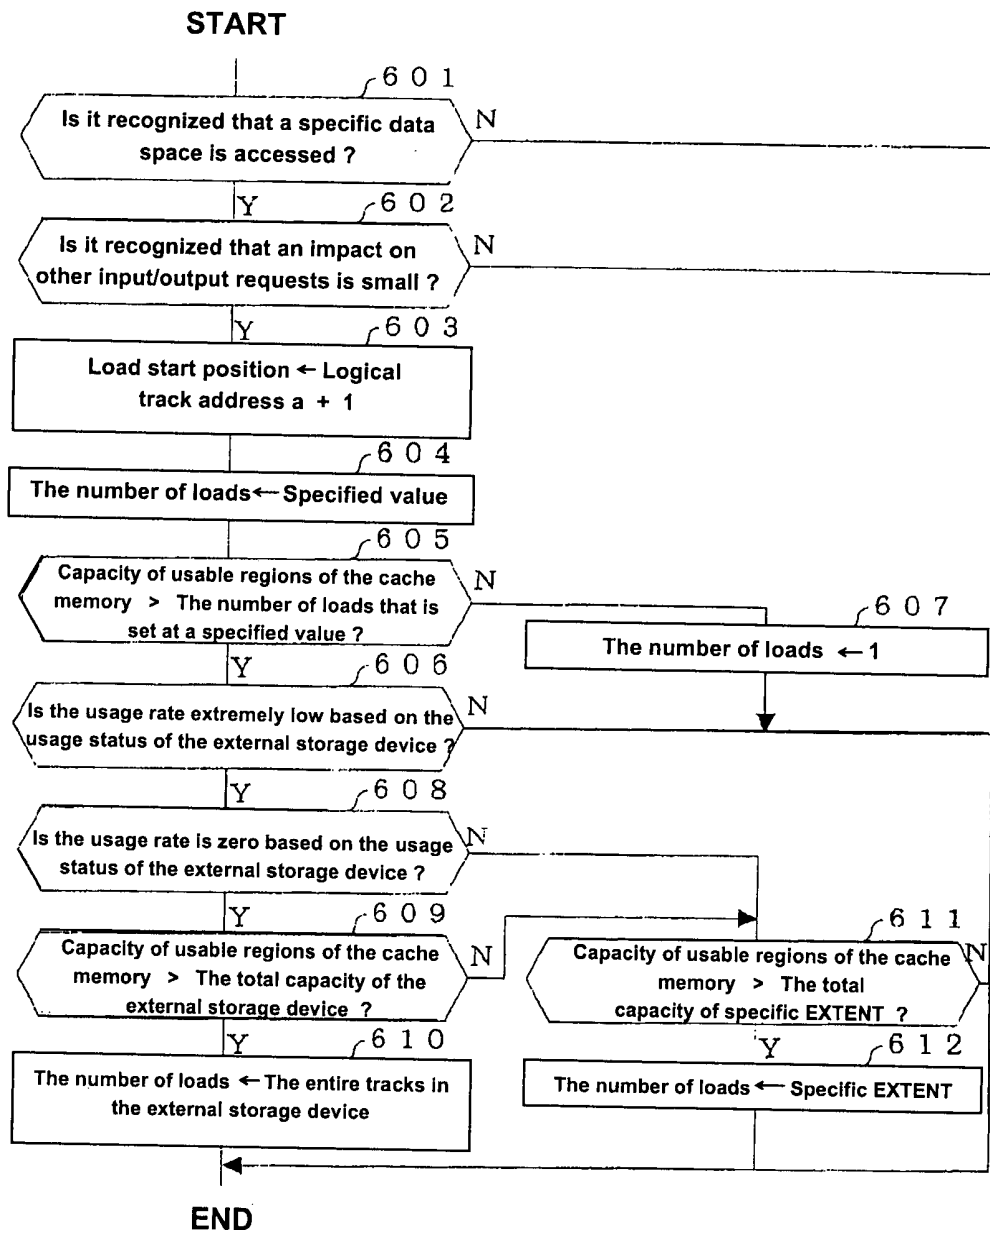 START
601
Is it recognized that a specific data
space is accessed ?
N
Y
602
Is it recognized that an impact on
other input/output requests is small ?
N
Y
603
Load start position ← Logical
track address a + 1
604
The number of loads ← Specified value
605
Capacity of usable regions of the cache
memory > The number of loads that is
set at a specified value ?
N
607
The number of loads ← 1
Y
606
Is the usage rate extremely low based on the
usage status of the external storage device ?
N
Y
608
Is the usage rate is zero based on the usage
status of the external storage device ?
N
Y
609
Capacity of usable regions of the cache
memory > The total capacity of the
external storage device ?
N
611
Capacity of usable regions of the cache
memory > The total
capacity of specific EXTENT ?
N
Y
610
The number of loads ← The entire tracks in
the external storage device
Y
612
The number of loads ← Specific EXTENT
END